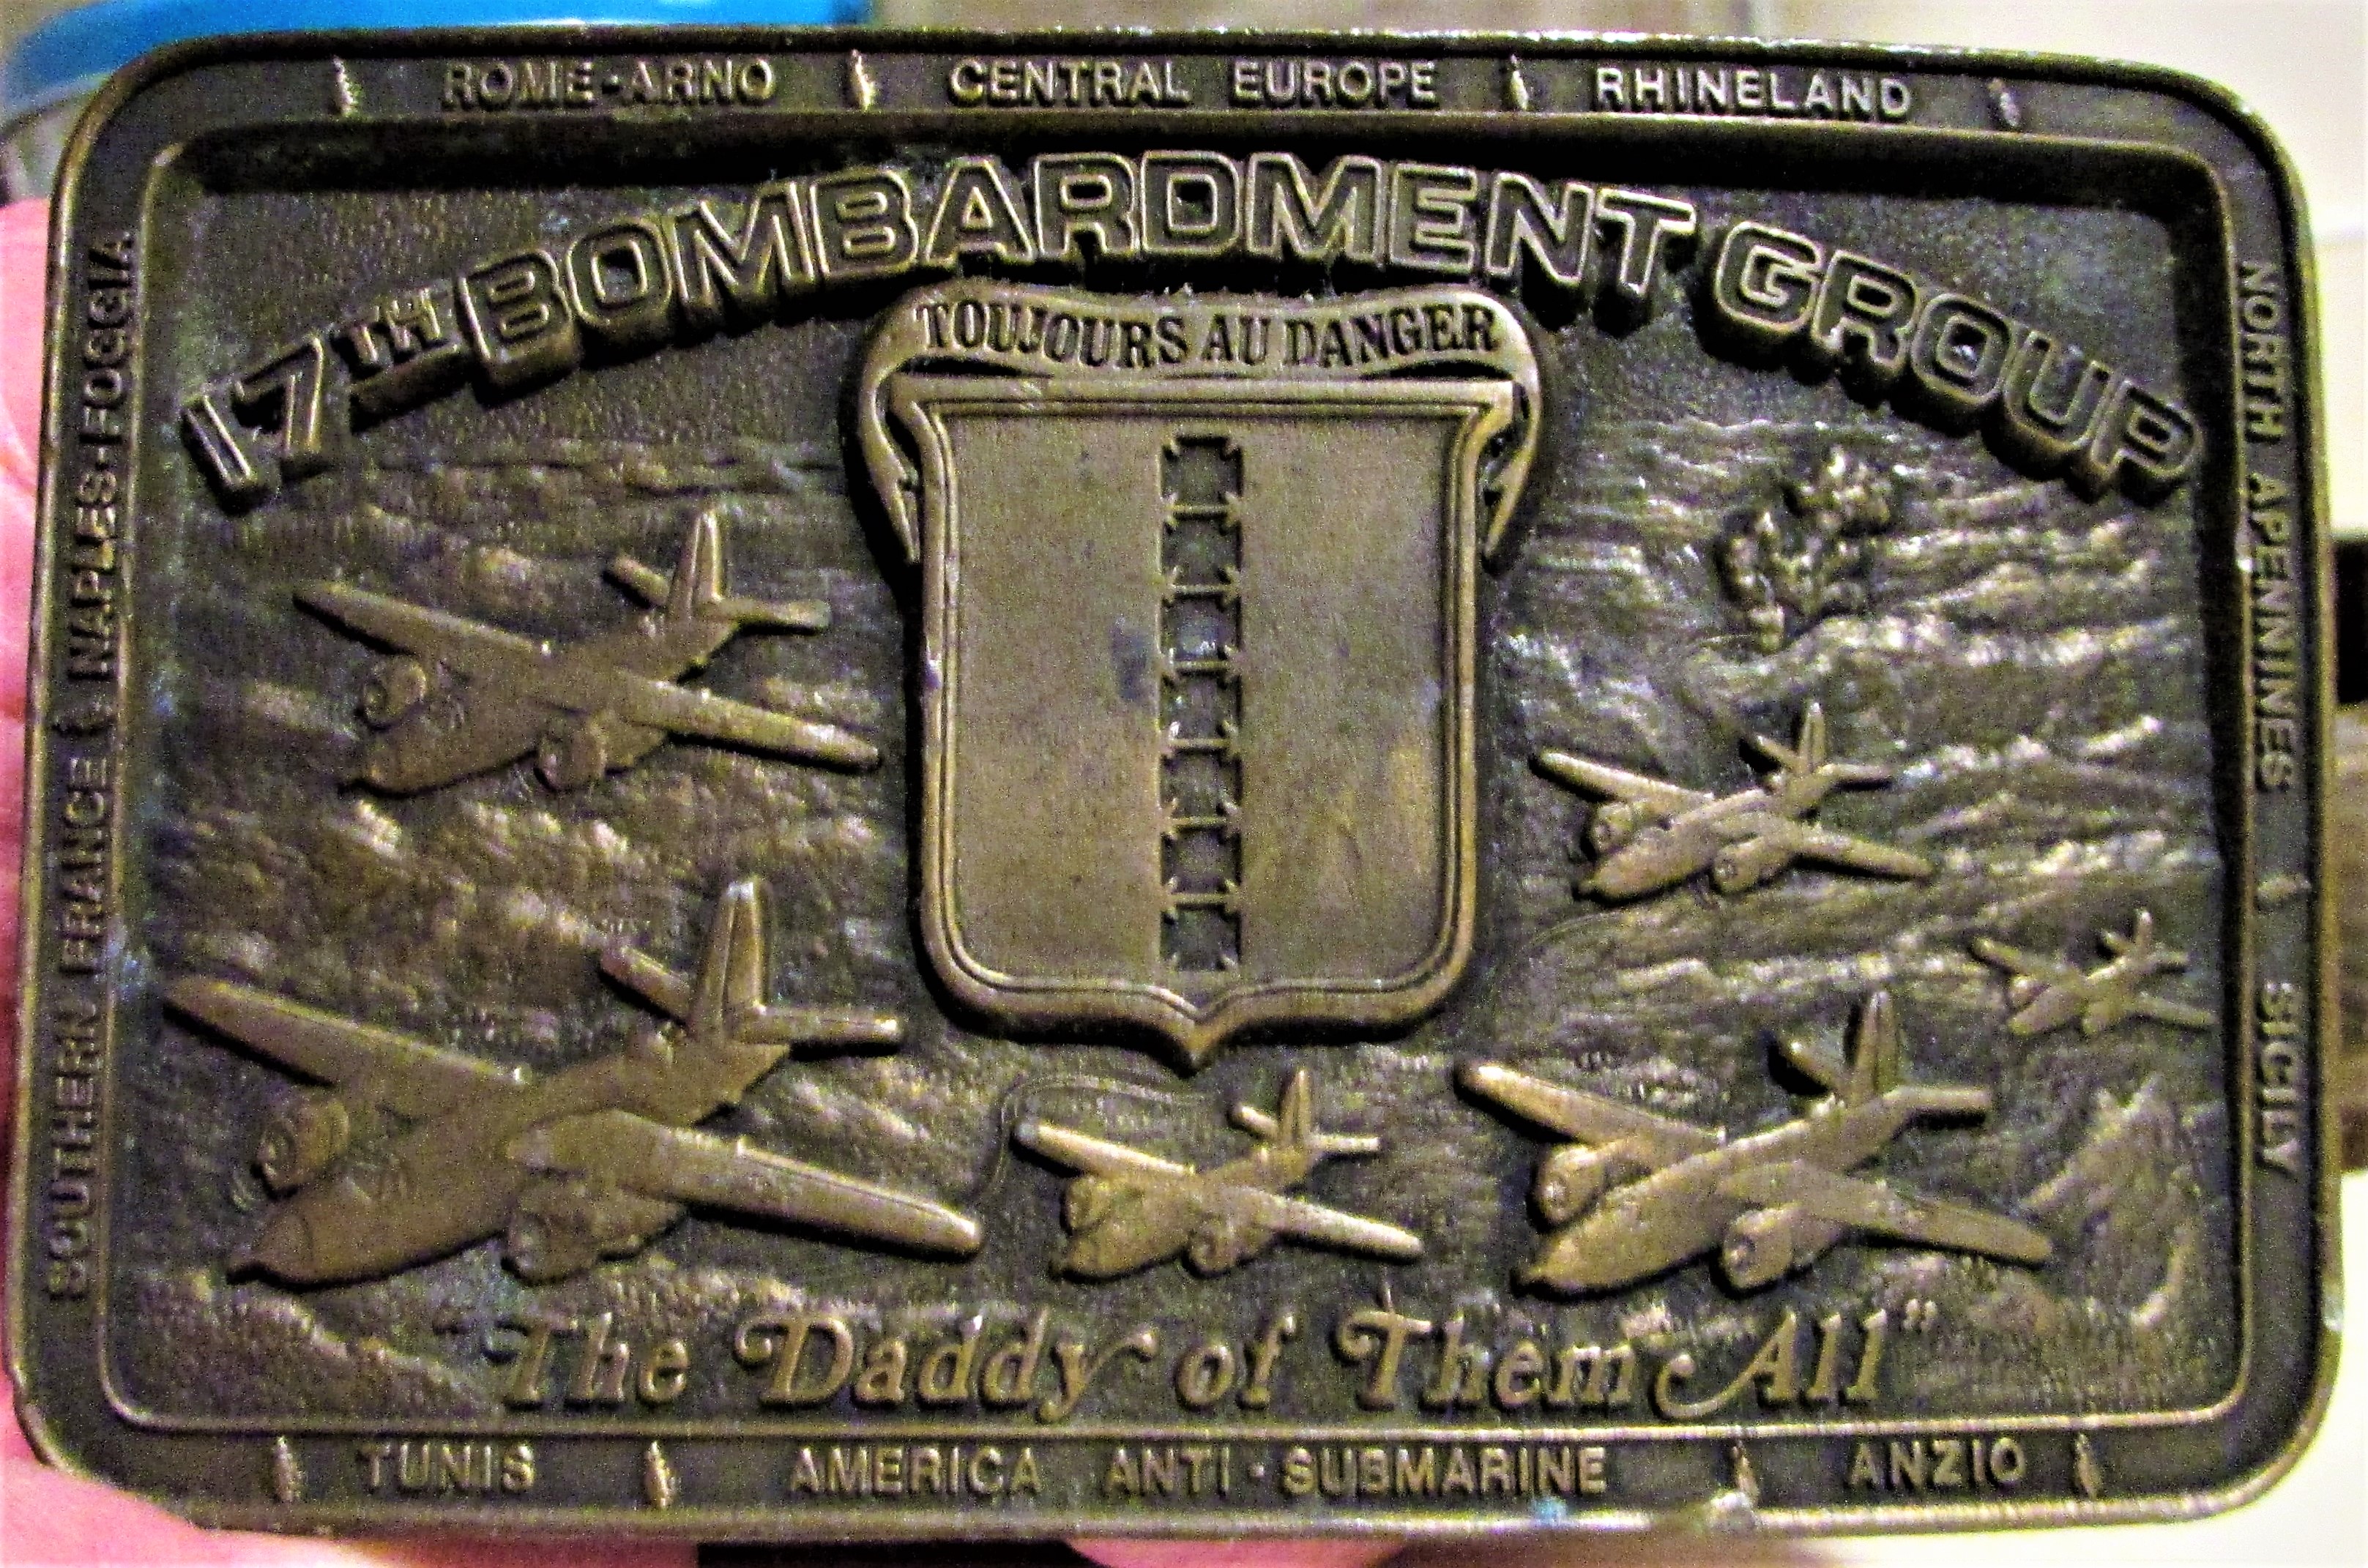 ROME-ARNO CENTRAL EUROPE RHINELAND
17TH BOMBARDMENT GROUP
TOUJOURS AU DANGER
SOUTHERN FRANCE NAPLES-FOGGIA
NORTH APENNINES SICILY
"The Daddy of Them All"
TUNIS AMERICA ANTI-SUBMARINE ANZIO